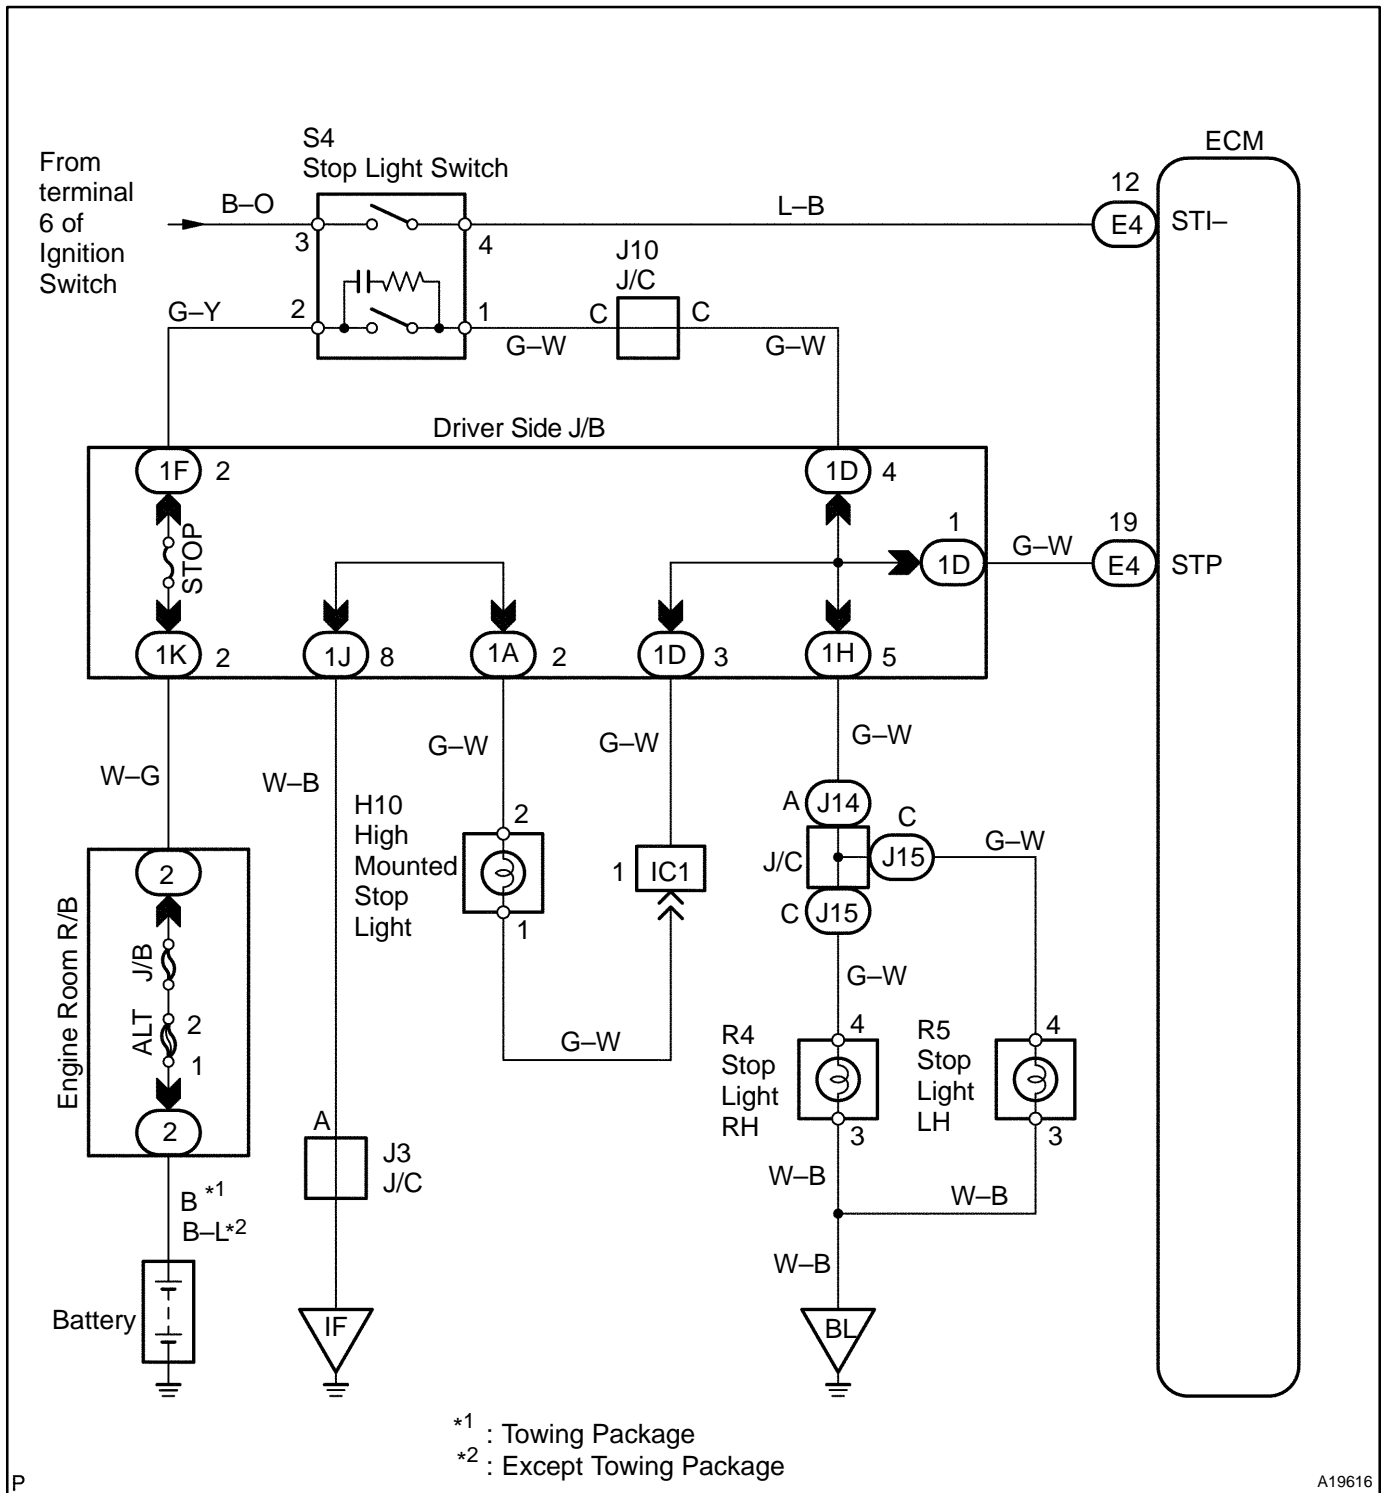 S4
Stop Light Switch
From
terminal
6 of
Ignition
Switch
B–O
3
4
L–B
12
E4
STI–
ECM
J10
J/C
G–Y
2
1
G–W
C
C
G–W
Driver Side J/B
1F
2
1D
4
STOP
1
1D
G–W
19
E4
STP
1K
2
1J
8
1A
2
1D
3
1H
5
W–G
W–B
G–W
G–W
G–W
H10
High
Mounted
Stop
Light
2
1
1
IC1
A
J14
J/C
C
J15
G–W
C
J15
G–W
Engine Room R/B
2
J/B
ALT
2
1
2
G–W
R4
Stop
Light
RH
4
3
R5
Stop
Light
LH
4
3
A
J3
J/C
W–B
W–B
W–B
B *1
B–L*2
Battery
IF
BL
*1 : Towing Package
*2 : Except Towing Package
P
A19616